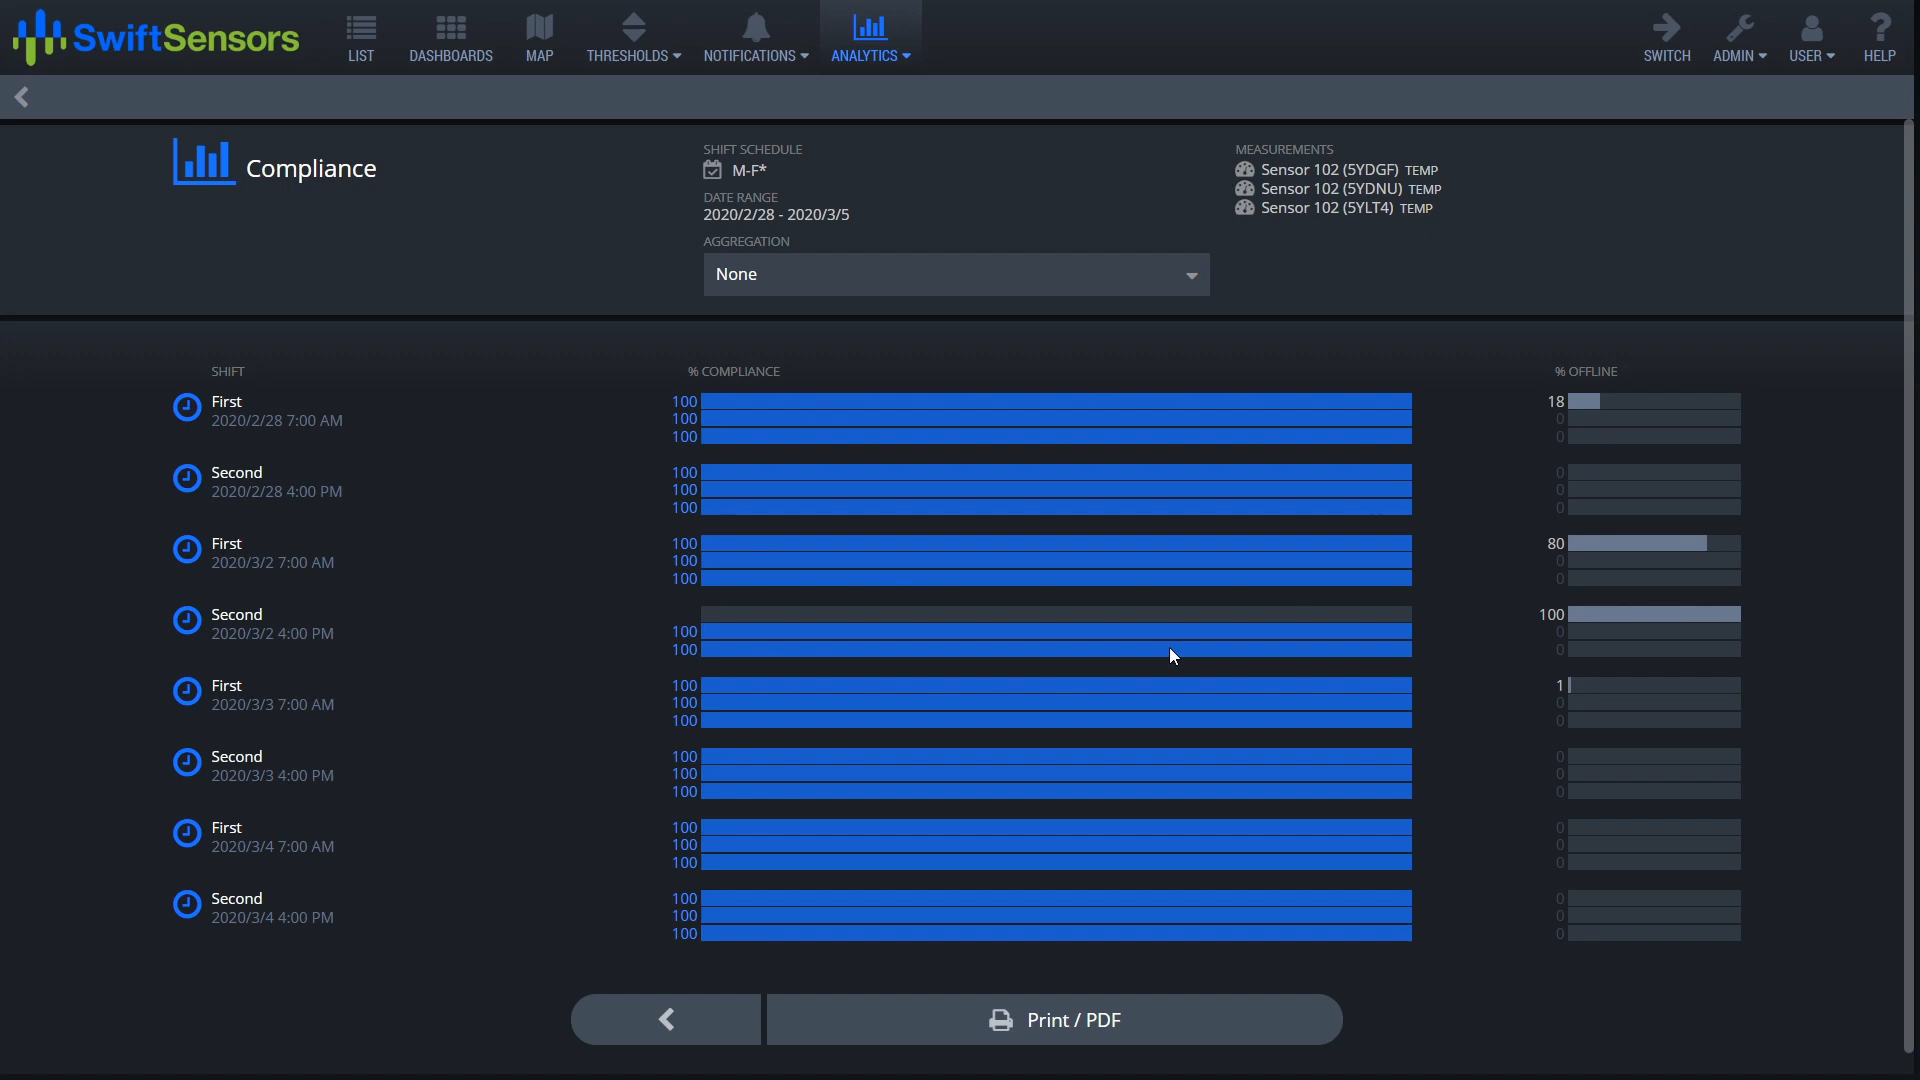 SwiftSensors
LIST
DASHBOARDS
MAP
THRESHOLDS
NOTIFICATIONS
ANALYTICS
SWITCH
ADMIN
USER
HELP
Compliance
SHIFT SCHEDULE
M-F*
DATE RANGE
2020/2/28 - 2020/3/5
AGGREGATION
None
MEASUREMENTS
Sensor 102 (5YDGF) TEMP
Sensor 102 (5YDNU) TEMP
Sensor 102 (5YLT4) TEMP
SHIFT
% COMPLIANCE
% OFFLINE
First
2020/2/28 7:00 AM
100
100
100
18
0
0
Second
2020/2/28 4:00 PM
100
100
100
0
0
0
First
2020/3/2 7:00 AM
100
100
100
80
0
0
Second
2020/3/2 4:00 PM
100
100
100
0
0
First
2020/3/3 7:00 AM
100
100
100
1
0
0
Second
2020/3/3 4:00 PM
100
100
100
0
0
0
First
2020/3/4 7:00 AM
100
100
100
0
0
0
Second
2020/3/4 4:00 PM
100
100
100
0
0
0
Print / PDF